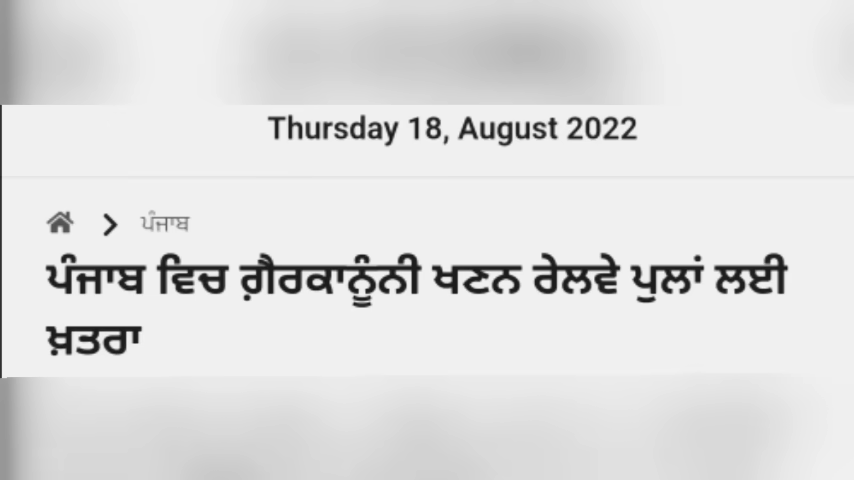 Thursday 18, August 2022
ਪੰਜਾਬ
ਪੰਜਾਬ ਵਿਚ ਗ਼ੈਰਕਾਨੂੰਨੀ ਖਣਨ ਰੇਲਵੇ ਪੁਲਾਂ ਲਈ
ਖ਼ਤਰਾ